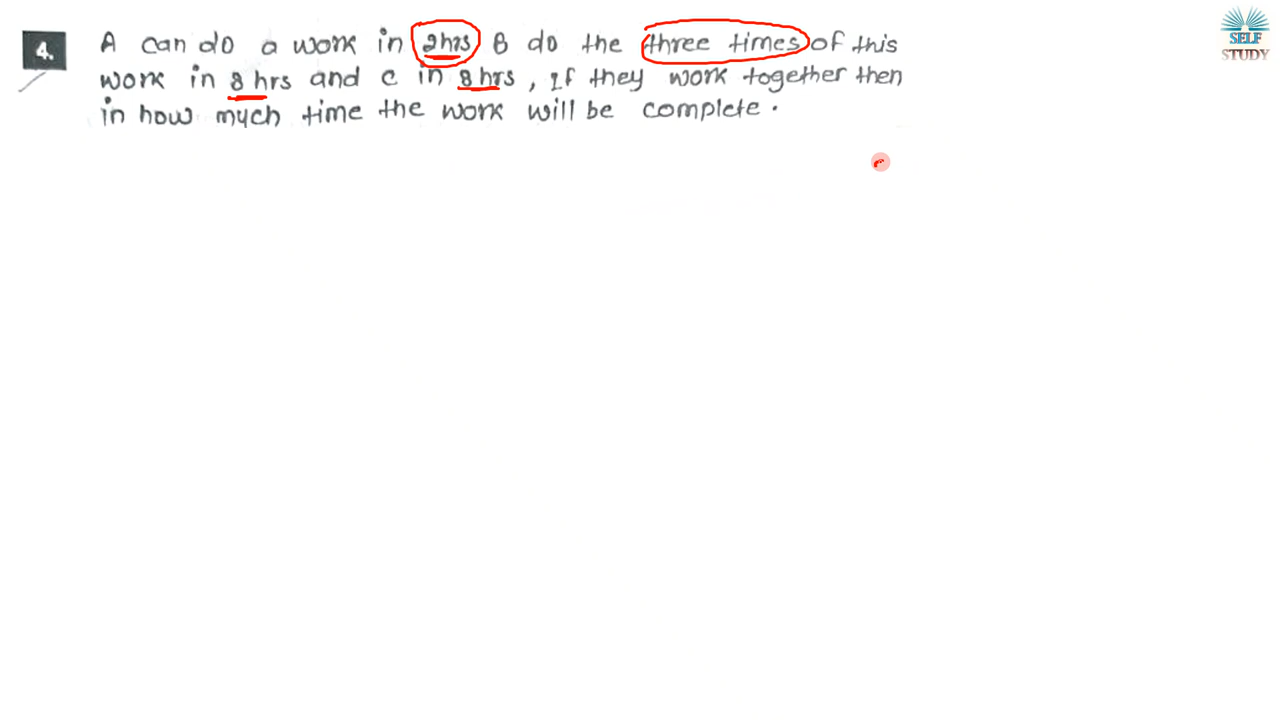 4. A can do a work in 2hrs B do the three times of this
work in 8 hrs and c in 8 hrs, If they work together then
in how much time the work will be complete.
SELF
STUDY